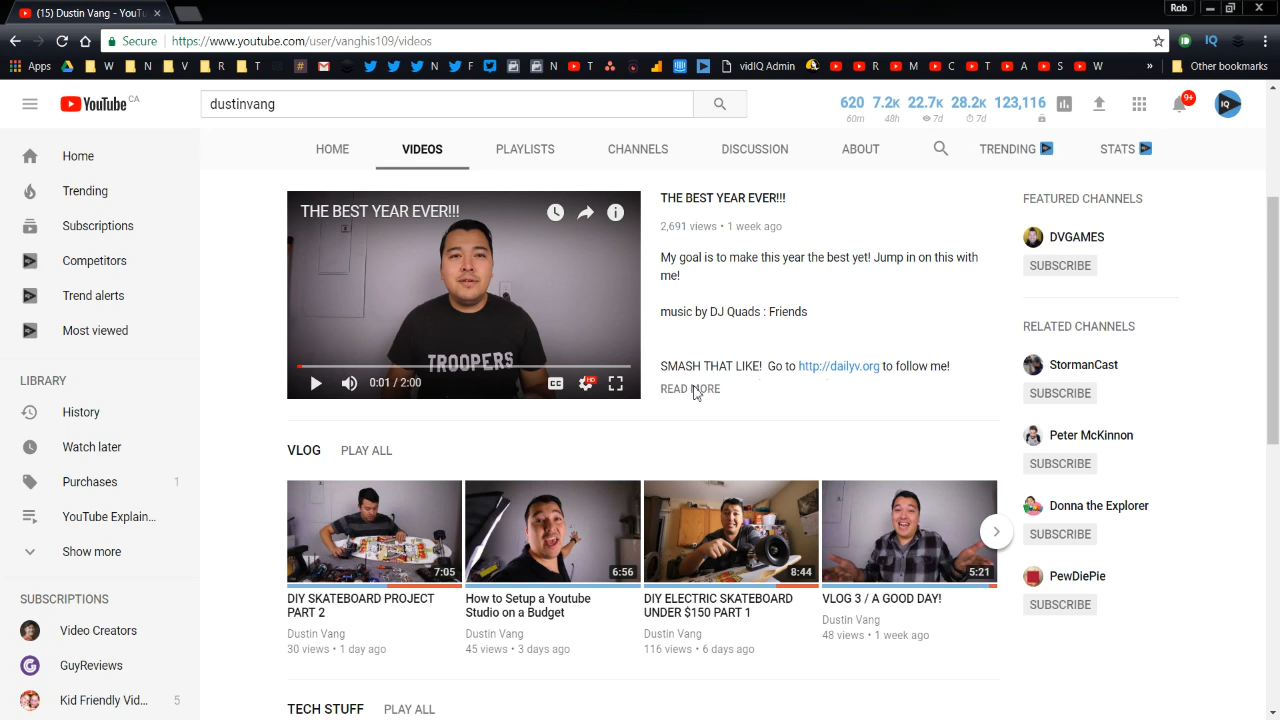 (15) Dustin Vang - YouTu
Rob
Secure
https://www.youtube.com/user/vanghis109/videos
Apps
W
N
V
R
T
N
F
N
T
vidIQ Admin
R
M
C
T
A
S
W
»
Other bookmarks
YouTube CA
dustinvang
620 7.2K 22.7K 28.2K 123,116
60m 48h 7d 7d
9+
IQ
Home
Trending
Subscriptions
Competitors
Trend alerts
Most viewed
LIBRARY
History
Watch later
Purchases 1
YouTube Explain...
Show more
SUBSCRIPTIONS
Video Creators
GuyReviews
Kid Friendly Vid... 5
HOME
VIDEOS
PLAYLISTS
CHANNELS
DISCUSSION
ABOUT
TRENDING
STATS
THE BEST YEAR EVER!!!
TROOPERS
0:01 / 2:00
CC
HD
THE BEST YEAR EVER!!!
2,691 views • 1 week ago
My goal is to make this year the best yet! Jump in on this with
me!
music by DJ Quads : Friends
SMASH THAT LIKE! Go to http://dailyv.org to follow me!
READ MORE
VLOG PLAY ALL
7:05
DIY SKATEBOARD PROJECT
PART 2
Dustin Vang
30 views • 1 day ago
6:56
How to Setup a Youtube
Studio on a Budget
Dustin Vang
45 views • 3 days ago
8:44
DIY ELECTRIC SKATEBOARD
UNDER $150 PART 1
Dustin Vang
116 views • 6 days ago
5:21
VLOG 3 / A GOOD DAY!
Dustin Vang
48 views • 1 week ago
TECH STUFF PLAY ALL
FEATURED CHANNELS
DVGAMES
SUBSCRIBE
RELATED CHANNELS
StormanCast
SUBSCRIBE
Peter McKinnon
SUBSCRIBE
Donna the Explorer
SUBSCRIBE
PewDiePie
SUBSCRIBE